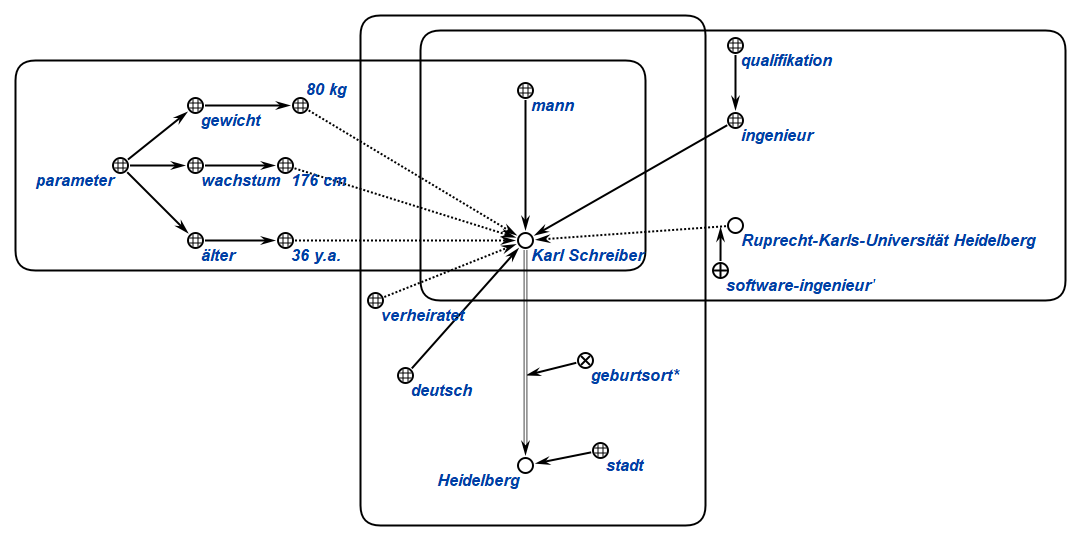 qualifikation
80 kg
mann
gewicht
ingenieur
parameter
wachstum
176 cm
Ruprecht-Karls-Universität Heidelberg
älter
36 y.a.
Karl Schreiber
software-ingenieur'
verheiratet
geburtsort*
deutsch
stadt
Heidelberg